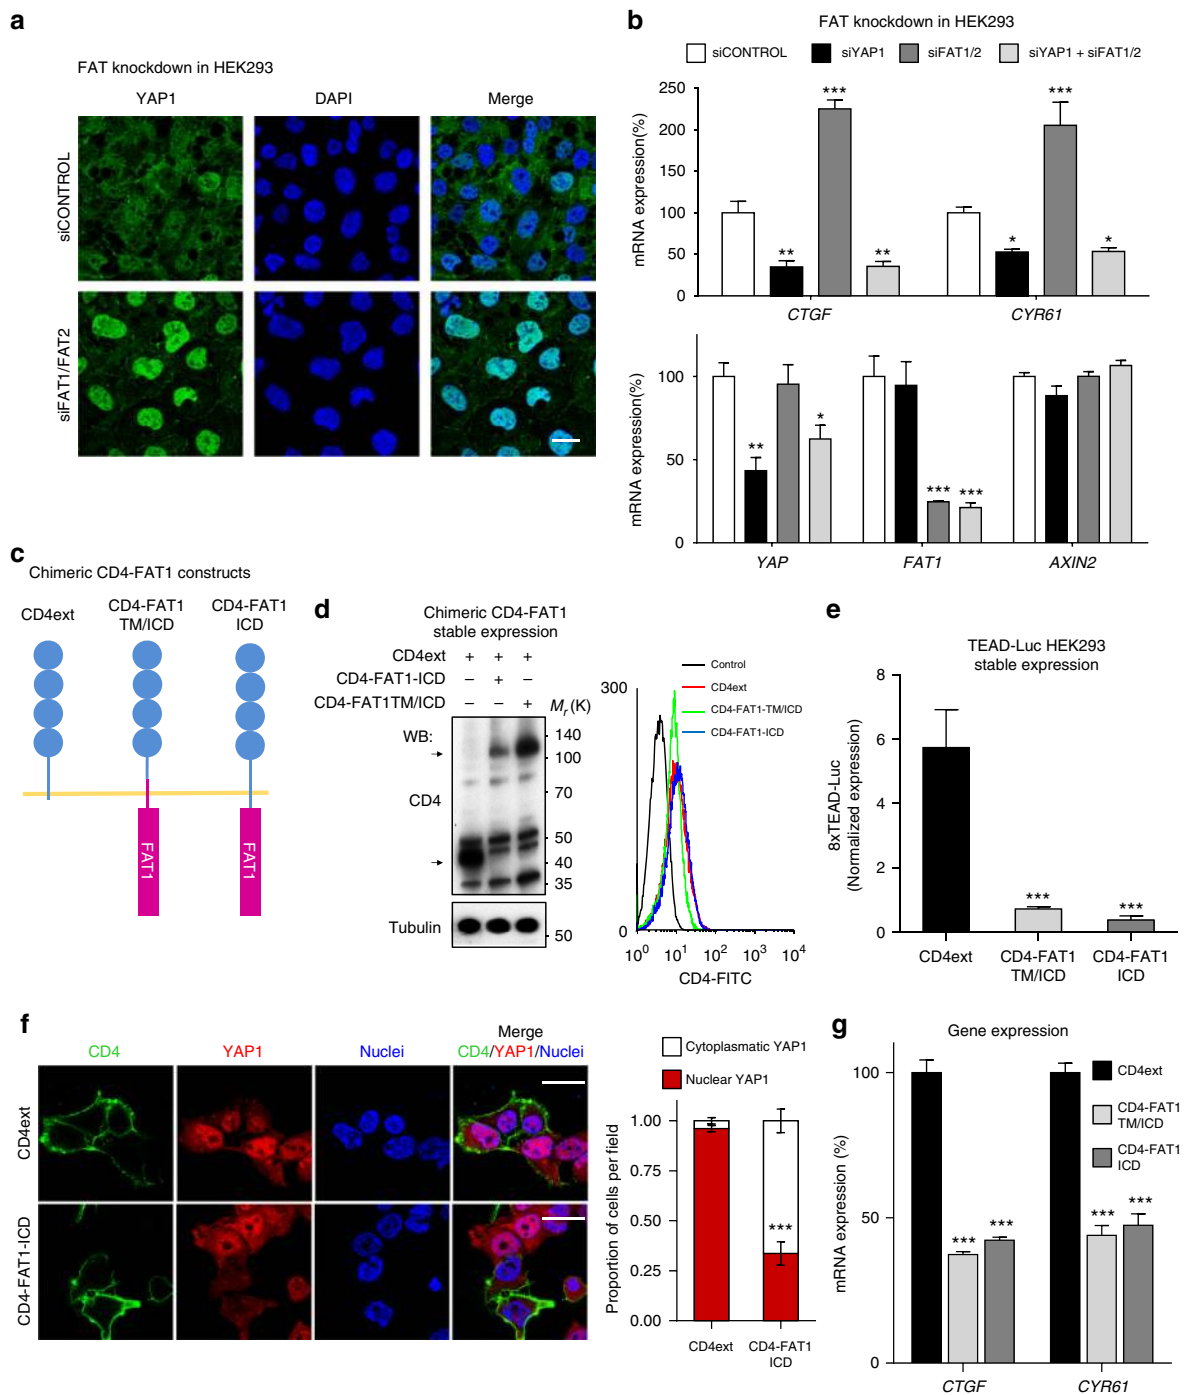 a
FAT knockdown in HEK293
YAP1 DAPI Merge
siCONTROL
siFAT1/FAT2
b
FAT knockdown in HEK293
siCONTROL siYAP1 siFAT1/2 siYAP1 + siFAT1/2
mRNA expression(%)
250
200
150
100
50
0
** *** ** * *** *
CTGF CYR61
mRNA expression(%)
100
50
0
** * *** ***
YAP FAT1 AXIN2
c
Chimeric CD4-FAT1 constructs
CD4ext
CD4-FAT1
TM/ICD
CD4-FAT1
ICD
FAT1
FAT1
d
Chimeric CD4-FAT1
stable expression
CD4ext + + +
CD4-FAT1-ICD – + –
CD4-FAT1TM/ICD – – +
Mr (K)
WB:
CD4
140
100
70
50
40
35
Tubulin
50
Control
CD4ext
CD4-FAT1-TM/ICD
CD4-FAT1-ICD
300
0
10⁰ 10¹ 10² 10³ 10⁴
CD4-FITC
e
TEAD-Luc HEK293
stable expression
8xTEAD-Luc
(Normalized expression)
8
6
4
2
0
*** ***
CD4ext
CD4-FAT1
TM/ICD
CD4-FAT1
ICD
f
CD4 YAP1 Nuclei
Merge
CD4/YAP1/Nuclei
CD4ext
CD4-FAT1-ICD
Cytoplasmatic YAP1
Nuclear YAP1
Proportion of cells per field
1.00
0.75
0.50
0.25
0.00
***
CD4ext
CD4-FAT1
ICD
g
Gene expression
mRNA expression (%)
100
50
0
CD4ext
CD4-FAT1
TM/ICD
CD4-FAT1
ICD
*** *** *** ***
CTGF CYR61